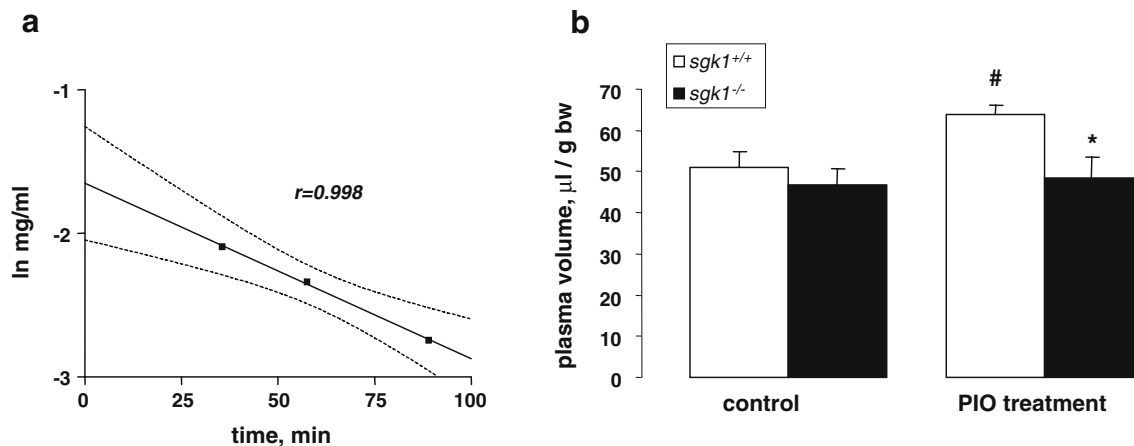 a
-1
-2
-3
ln mg/ml
r=0.998
0 25 50 75 100
time, min
b
sgk1+/+
sgk1-/-
70
60
50
40
30
20
10
0
plasma volume, µl / g bw
#
*
control PIO treatment